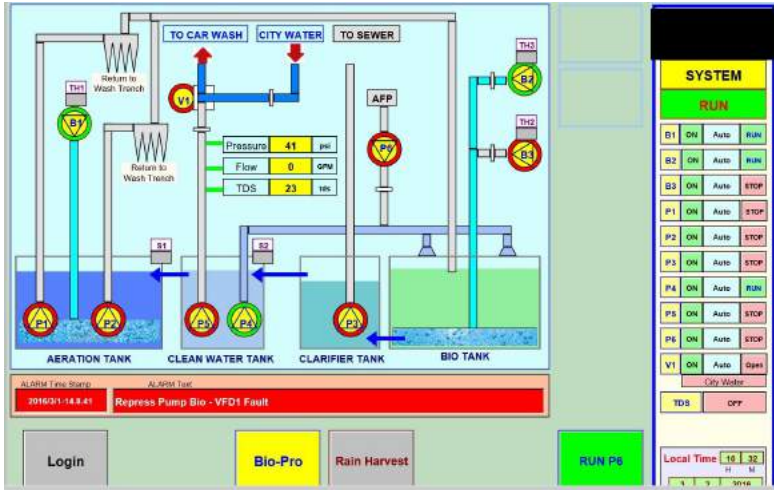 TO CAR WASH
CITY WATER
TO SEWER
TH3
B2
Return to
Wash Trench
TH1
B1
V1
AFP
TH2
B3
Return to
Wash Trench
P6
Pressure 41 psi
Flow 0 GPM
TDS 23 tds
S1
S2
P1
P2
P5
P4
P3
AERATION TANK
CLEAN WATER TANK
CLARIFIER TANK
BIO TANK
ALARM Time Stamp
ALARM Text
2016/3/1-14.8.41
Repress Pump Bio - VFD1 Fault
Login
Bio-Pro
Rain Harvest
RUN P6
SYSTEM
RUN
B1 ON Auto RUN
B2 ON Auto RUN
B3 ON Auto STOP
P1 ON Auto STOP
P2 ON Auto STOP
P3 ON Auto STOP
P4 ON Auto RUN
P5 ON Auto STOP
P6 ON Auto STOP
V1 ON Auto Open
City Water
TDS OFF
Local Time 10 32
H M
3 2 2016